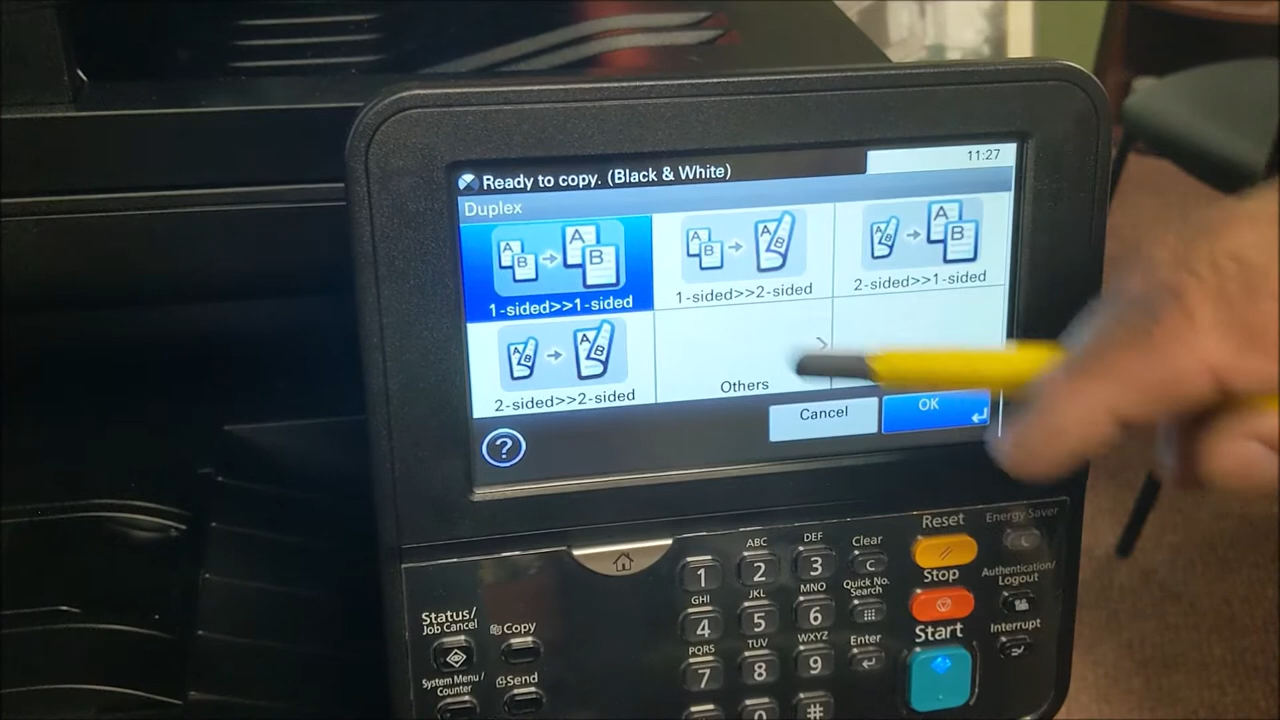 11:27
Ready to copy. (Black & White)
Duplex
1-sided>>1-sided
1-sided>>2-sided
2-sided>>1-sided
2-sided>>2-sided
Others
Cancel
OK
?
Status/
Job Cancel
Copy
System Menu/
Counter
Send
1
ABC
2
DEF
3
GHI
4
JKL
5
MNO
6
PQRS
7
TUV
8
WXYZ
9
0
#
Clear
C
Quick No.
Search
Enter
Reset
Stop
Start
Energy Saver
Authentication/
Logout
Interrupt